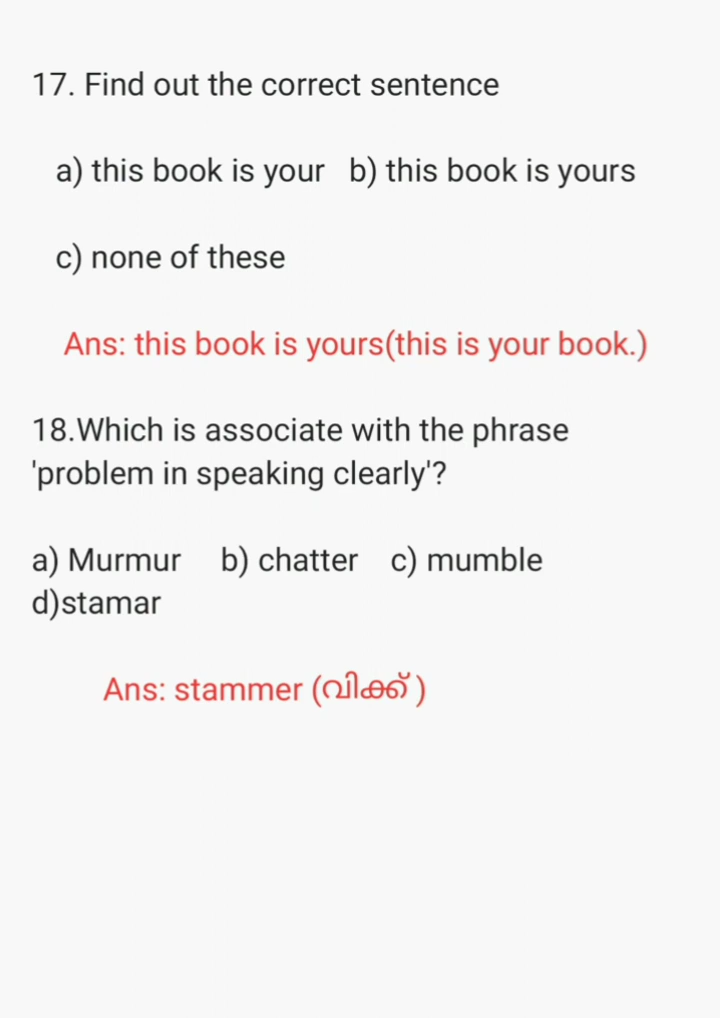 17. Find out the correct sentence
a) this book is your b) this book is yours
c) none of these
Ans: this book is yours(this is your book.)
18.Which is associate with the phrase
'problem in speaking clearly'?
a) Murmur b) chatter c) mumble
d)stamar
Ans: stammer (വിക്ക് )